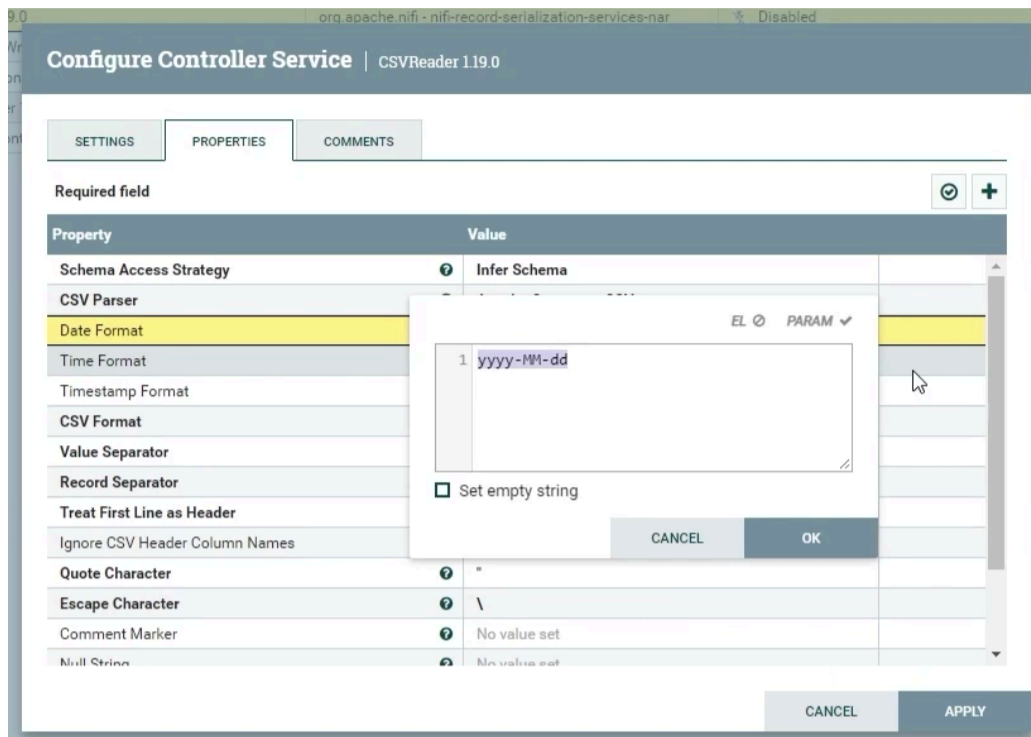 9.0 org.apache.nifi - nifi-record-serialization-services-nar Disabled
Configure Controller Service | CSVReader 1.19.0
SETTINGS PROPERTIES COMMENTS
Required field
Property Value
Schema Access Strategy Infer Schema
CSV Parser
EL PARAM
Date Format
Time Format 1 yyyy-MM-dd
Timestamp Format
CSV Format
Value Separator
Record Separator Set empty string
Treat First Line as Header
Ignore CSV Header Column Names CANCEL OK
Quote Character "
Escape Character \
Comment Marker No value set
Null String No value set
CANCEL APPLY